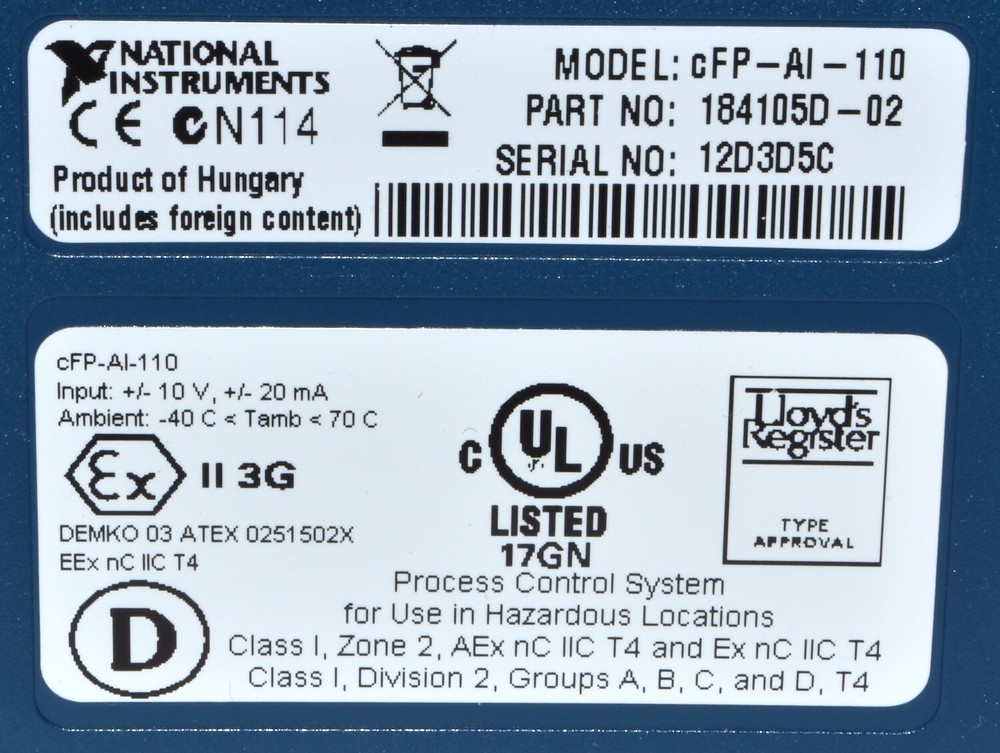 NATIONAL
INSTRUMENTS
CE N114
Product of Hungary
(includes foreign content)
MODEL: cFP-AI-110
PART NO: 184105D-02
SERIAL NO: 12D3D5C
cFP-AI-110
Input: +/- 10 V, +/- 20 mA
Ambient: -40 C < Tamb < 70 C
Ex II 3G
DEMKO 03 ATEX 0251502X
EEx nC IIC T4
D
C UL US
LISTED
17GN
Lloyd's
Register
TYPE
APPROVAL
Process Control System
for Use in Hazardous Locations
Class I, Zone 2, AEx nC IIC T4 and Ex nC IIC T4
Class I, Division 2, Groups A, B, C, and D, T4